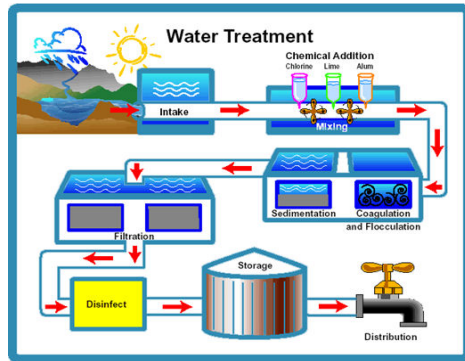 Water Treatment
Chemical Addition
Chlorine Lime Alum
Intake
Mixing
Sedimentation
Coagulation
and Flocculation
Filtration
Storage
Disinfect
Distribution